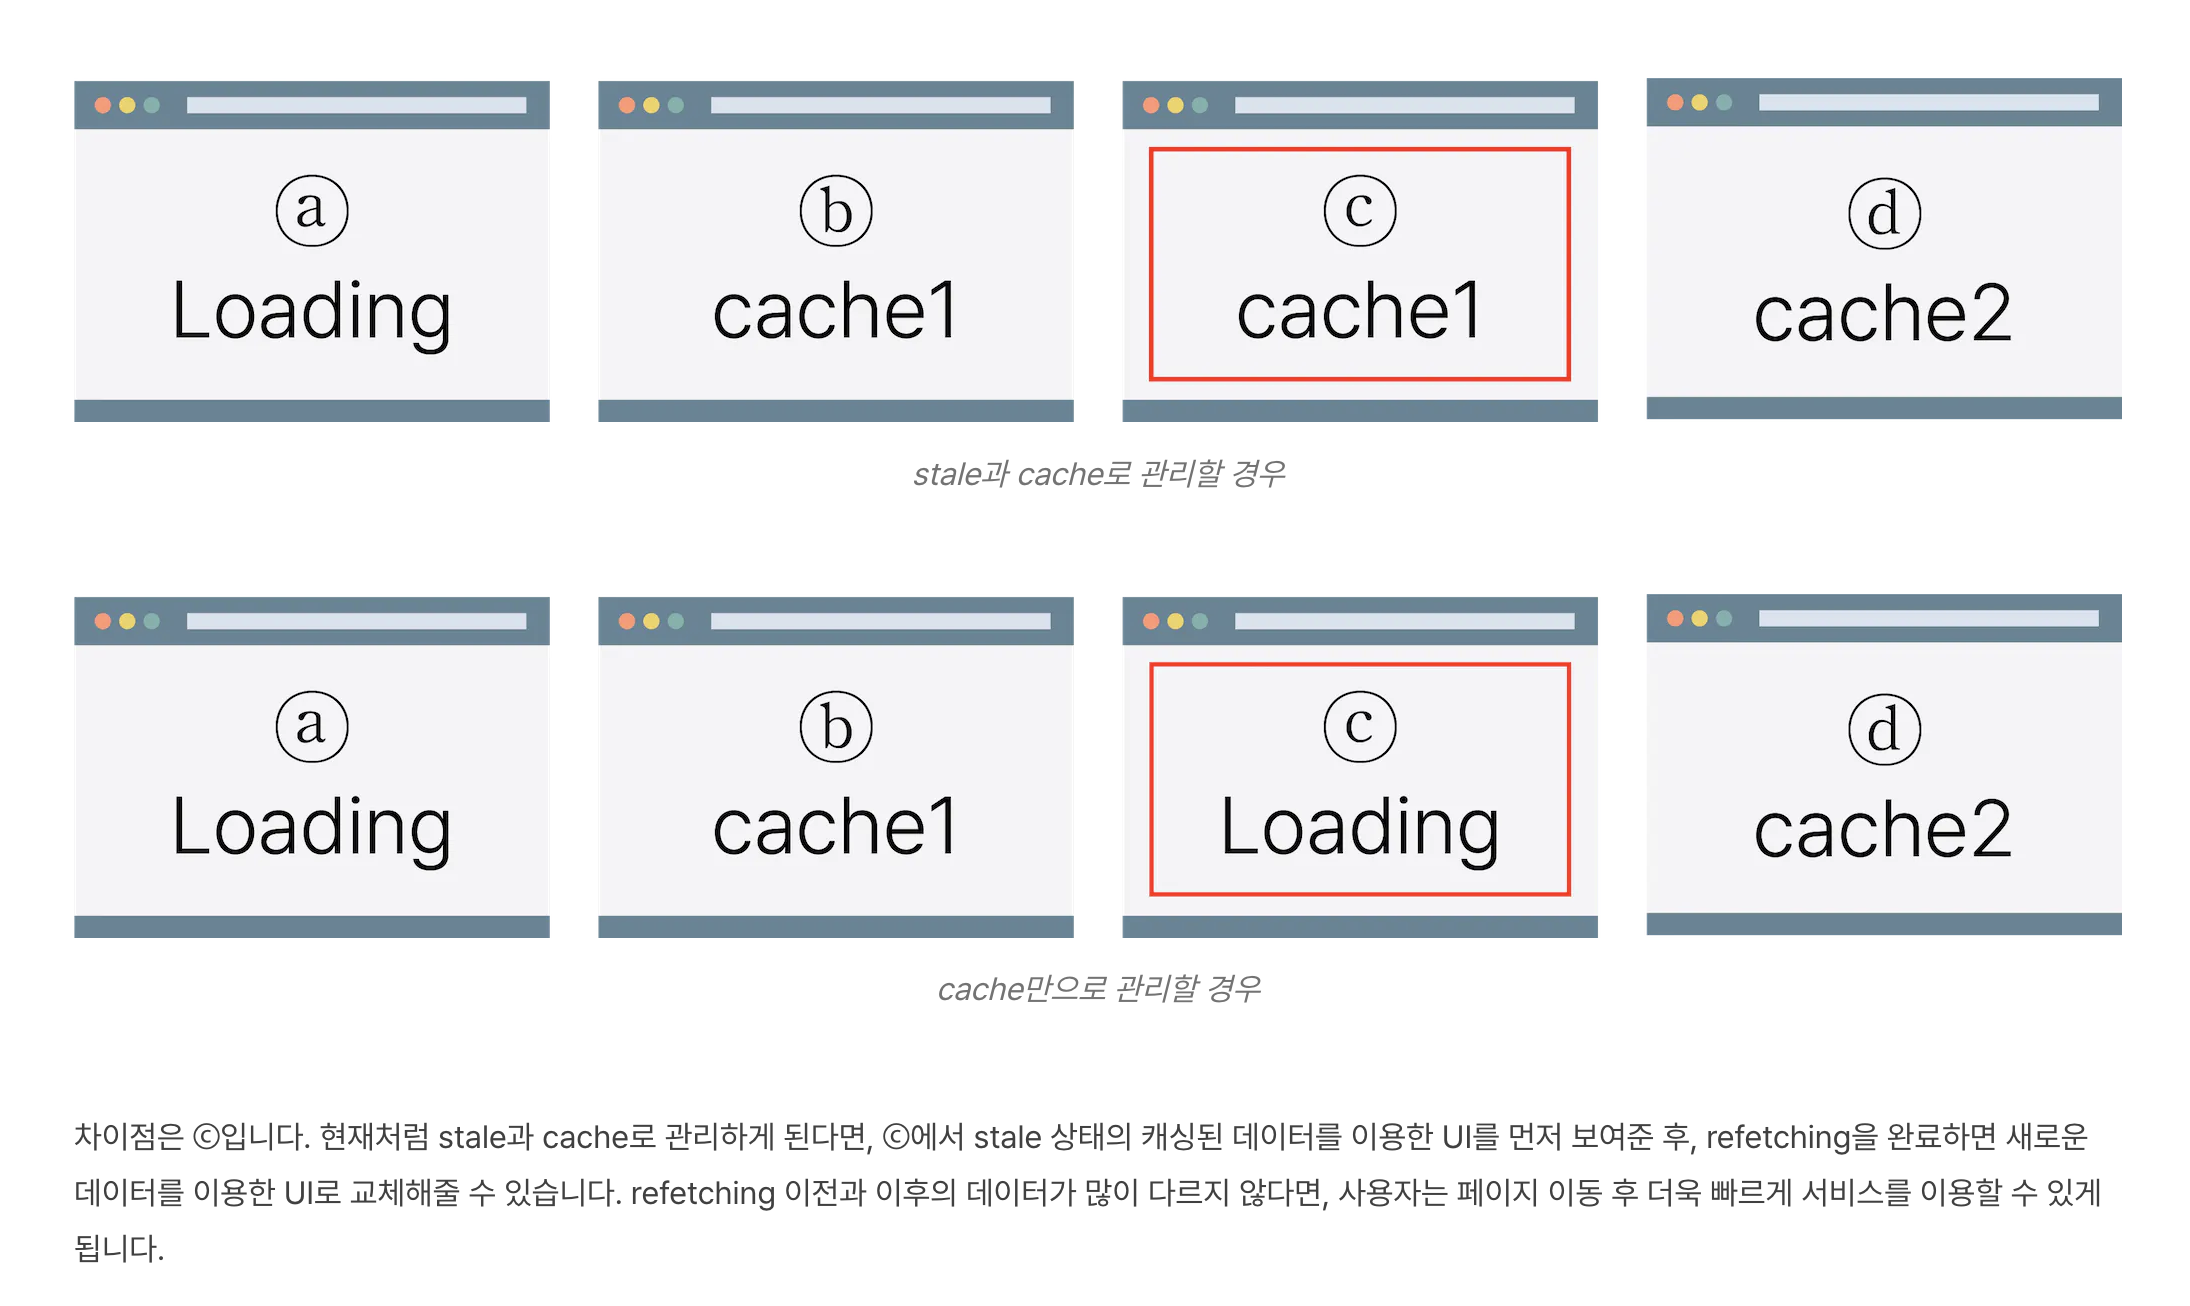 ⓐ ⓑ ⓒ ⓓ
Loading cache1 cache1 cache2
stale과 cache로 관리할 경우
ⓐ ⓑ ⓒ ⓓ
Loading cache1 Loading cache2
cache만으로 관리할 경우
차이점은 ⓒ입니다. 현재처럼 stale과 cache로 관리하게 된다면, ⓒ에서 stale 상태의 캐싱된 데이터를 이용한 UI를 먼저 보여준 후, refetching을 완료하면 새로운
데이터를 이용한 UI로 교체해줄 수 있습니다. refetching 이전과 이후의 데이터가 많이 다르지 않다면, 사용자는 페이지 이동 후 더욱 빠르게 서비스를 이용할 수 있게
됩니다.